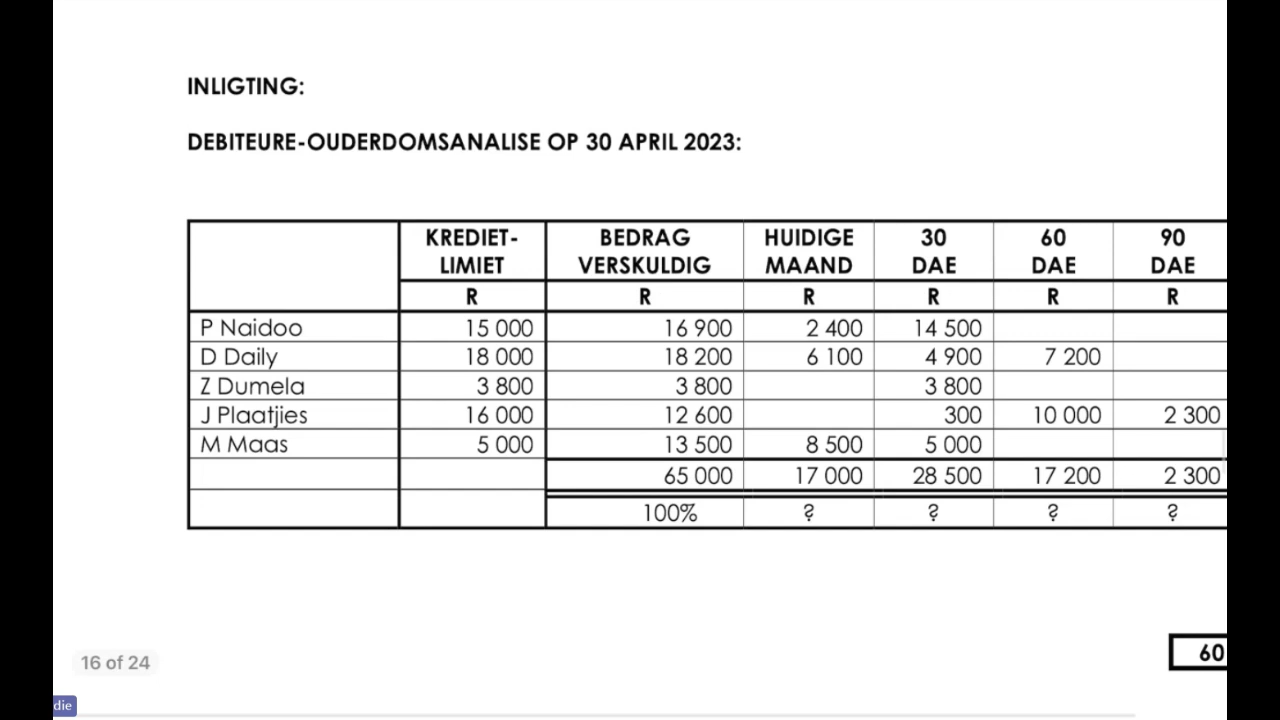 INLIGTING:
DEBITEURE-OUDERDOMSANALISE OP 30 APRIL 2023:
KREDIET-LIMIET BEDRAG VERSKULDIG HUIDIGE MAAND 30 DAE 60 DAE 90 DAE
R R R R R R
P Naidoo 15 000 16 900 2 400 14 500
D Daily 18 000 18 200 6 100 4 900 7 200
Z Dumela 3 800 3 800 3 800
J Plaatjies 16 000 12 600 300 10 000 2 300
M Maas 5 000 13 500 8 500 5 000
65 000 17 000 28 500 17 200 2 300
100% ? ? ? ?
60
16 of 24
die